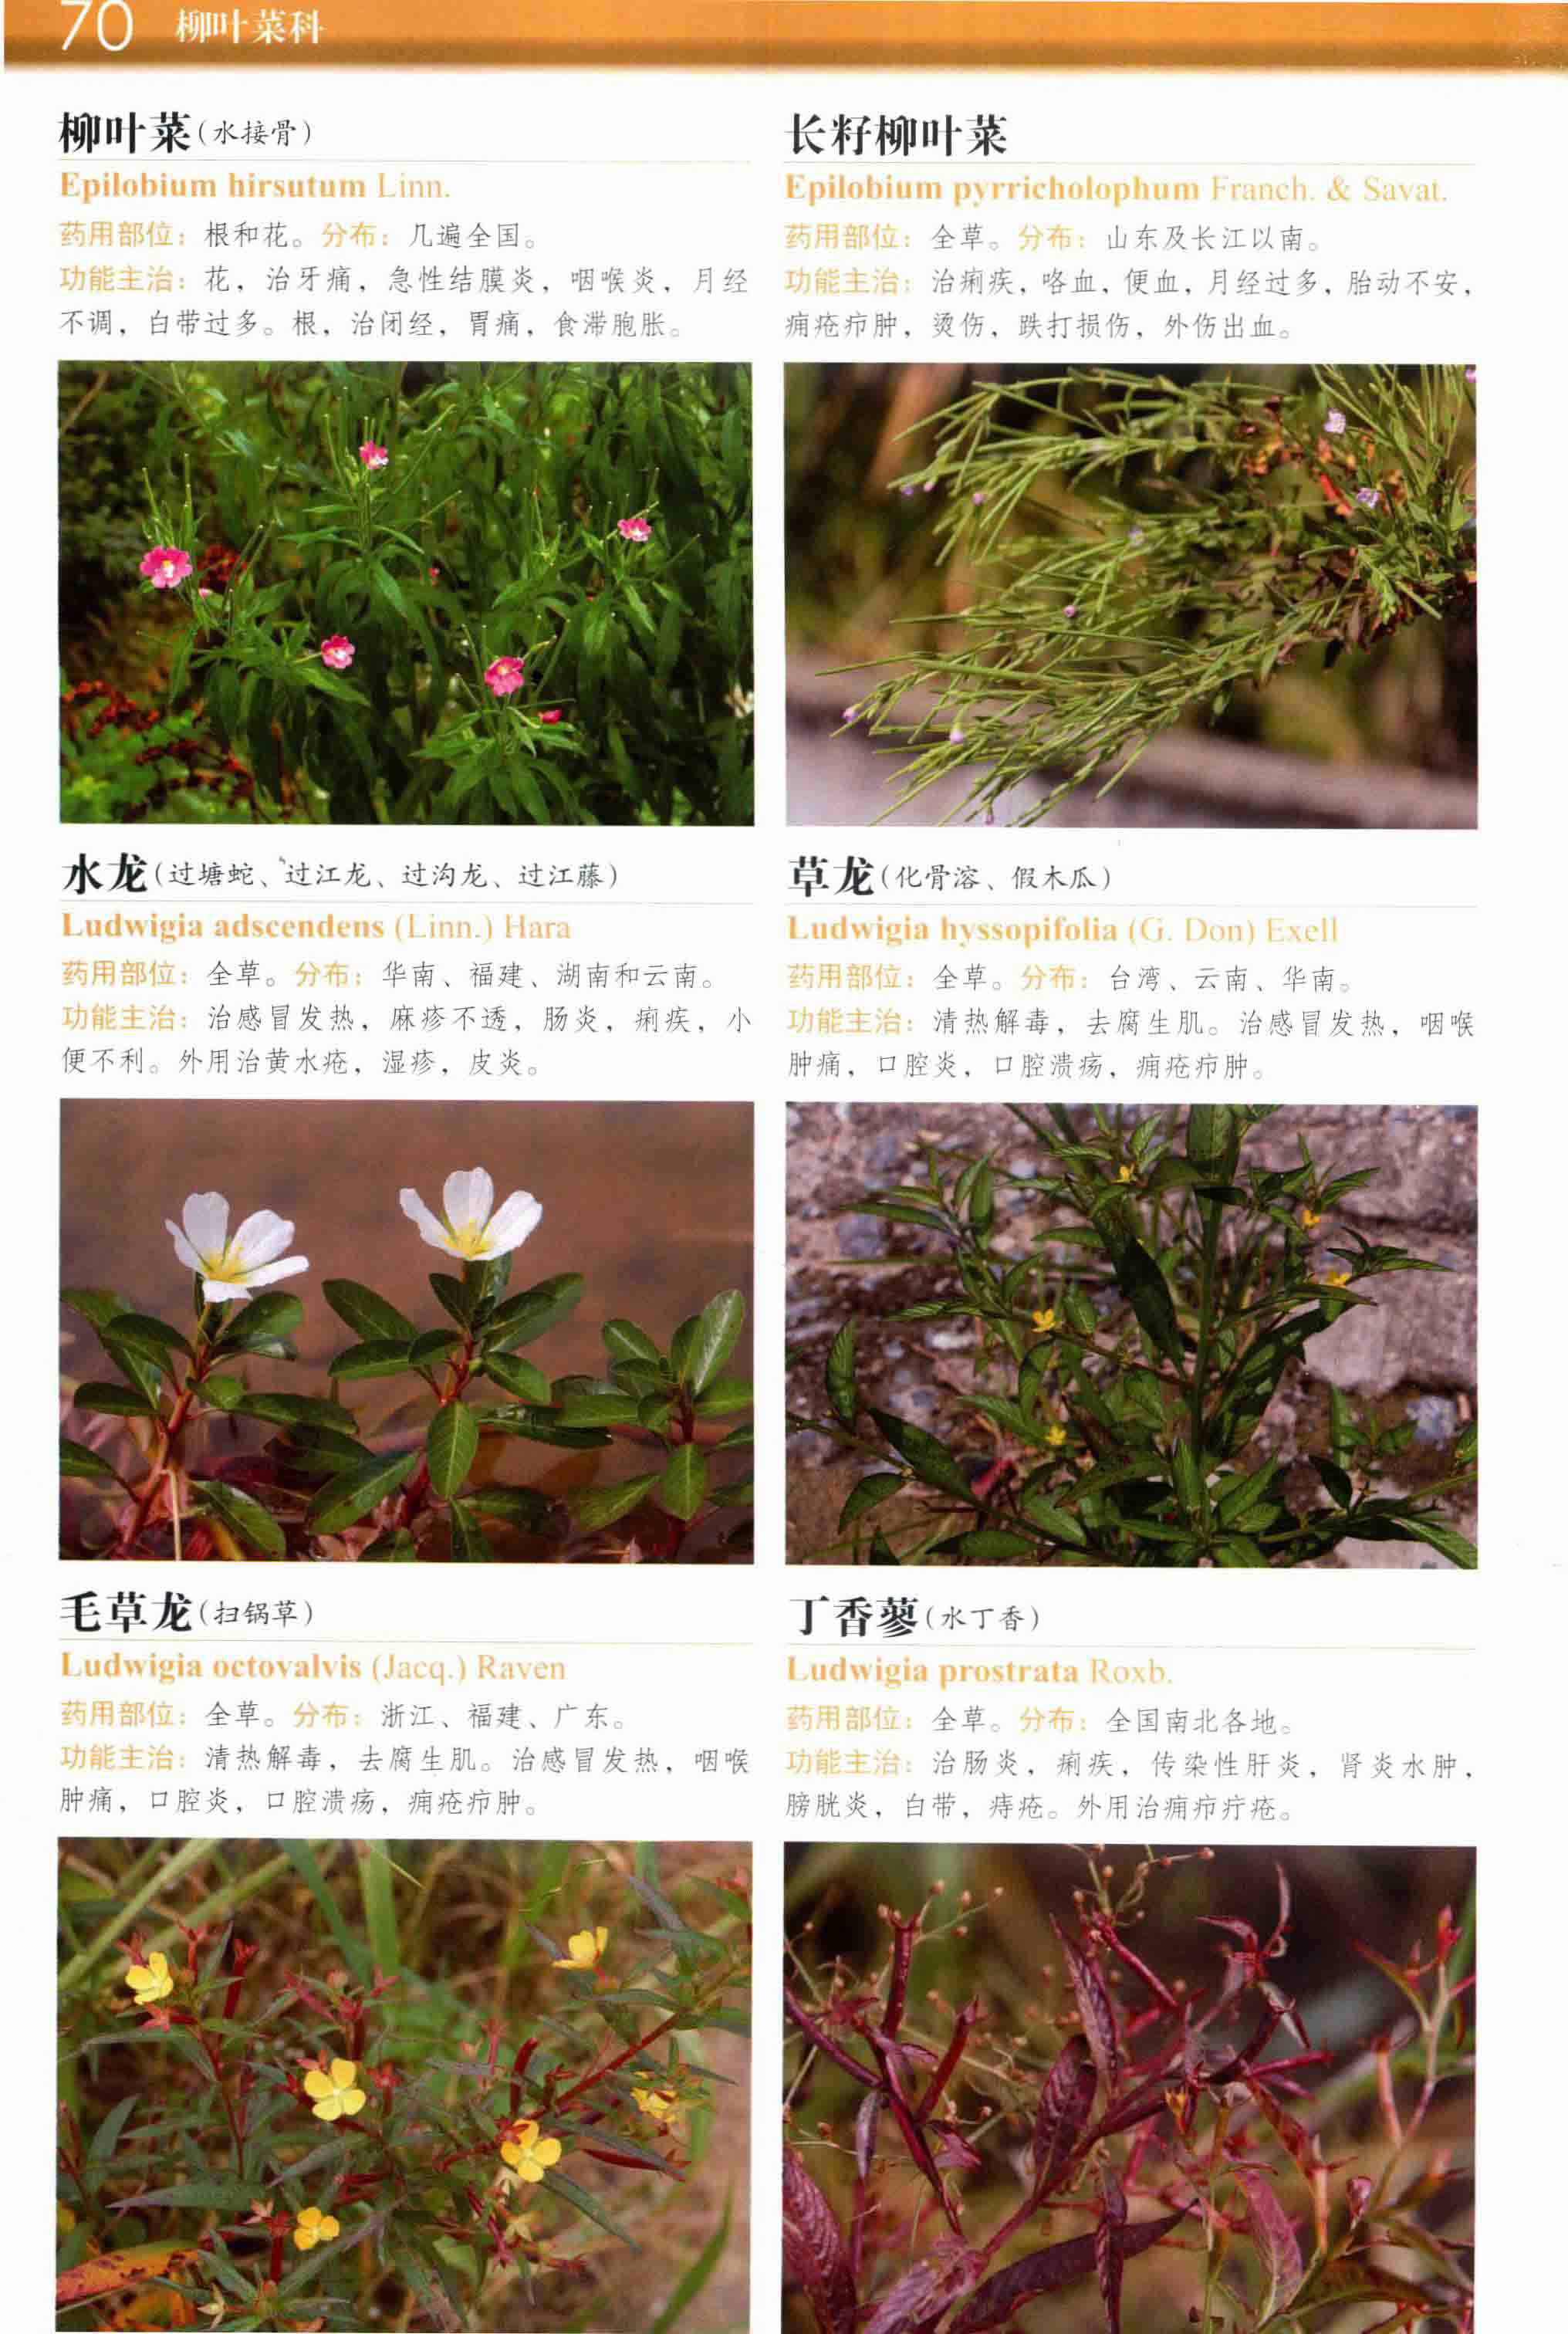 70 柳叶菜科
柳叶菜(水接骨)
Epilobium hirsutum Linn.
药用部位：根和花。分布：几遍全国。
功能主治：花，治牙痛，急性结膜炎，咽喉炎，月经
不调，白带过多。根，治闭经，胃痛，食滞胞胀。
长籽柳叶菜
Epilobium pyrricholophum Franch. & Savat.
药用部位：全草。分布：山东及长江以南。
功能主治：治痢疾，咯血，便血，月经过多，胎动不安，
痈疮疖肿，烫伤，跌打损伤，外伤出血。
水龙(过塘蛇、过江龙、过沟龙、过江藤)
Ludwigia adscendens (Linn.) Hara
药用部位：全草。分布：华南、福建、湖南和云南。
功能主治：治感冒发热，麻疹不透，肠炎，痢疾，小
便不利。外用治黄水疮，湿疹，皮炎。
草龙(化骨溶、假木瓜)
Ludwigia hyssopifolia (G. Don) Exell
药用部位：全草。分布：台湾、云南、华南。
功能主治：清热解毒，去腐生肌。治感冒发热，咽喉
肿痛，口腔炎，口腔溃疡，痈疮疖肿。
毛草龙(扫锅草)
Ludwigia octovalvis (Jacq.) Raven
药用部位：全草。分布：浙江、福建、广东。
功能主治：清热解毒，去腐生肌。治感冒发热，咽喉
肿痛，口腔炎，口腔溃疡，痈疮疖肿。
丁香蓼(水丁香)
Ludwigia prostrata Roxb.
药用部位：全草。分布：全国南北各地。
功能主治：治肠炎，痢疾，传染性肝炎，肾炎水肿，
膀胱炎，白带，痔疮。外用治痈疖疔疮。